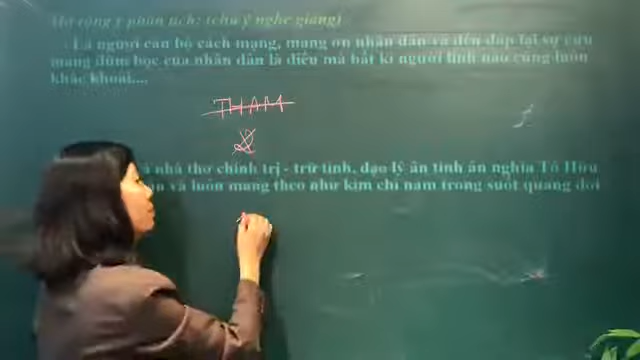 Mở rộng ý phân tích: (chú ý nghe giảng)
- Là người cán bộ cách mạng, mang ơn nhân dân và đền đáp lại sự cưu
mang đùm bọc của nhân dân là điều mà bất kì người lính nào cũng luôn
khắc khoải....
THAM
nhà thơ chính trị - trữ tình, đạo lý ân tình ân nghĩa Tố Hữu
và luôn mang theo như kim chỉ nam trong suốt quãng đời